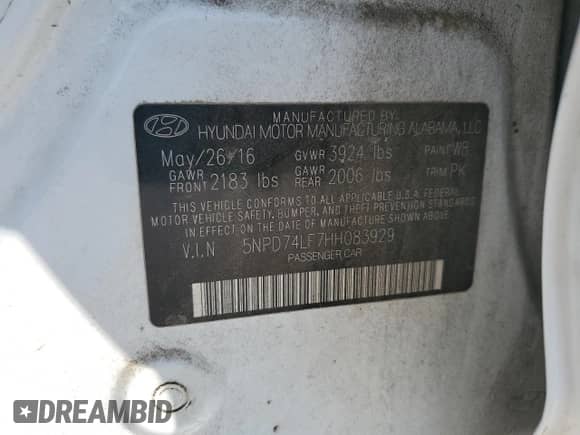 MANUFACTURED BY
HYUNDAI MOTOR MANUFACTURING ALABAMA, LLC
May/26/16 GVWR 3924 lbs PAINT WB
GAWR FRONT 2183 lbs GAWR REAR 2006 lbs TRIM PK
THIS VEHICLE CONFORMS TO ALL APPLICABLE U.S.A. FEDERAL
MOTOR VEHICLE SAFETY, BUMPER, AND THEFT PREVENTION STANDARDS
IN EFFECT ON THE DATE OF MANUFACTURE SHOWN ABOVE.
V.I.N 5NPD74LF7HH083929
PASSENGER CAR
DREAMBID